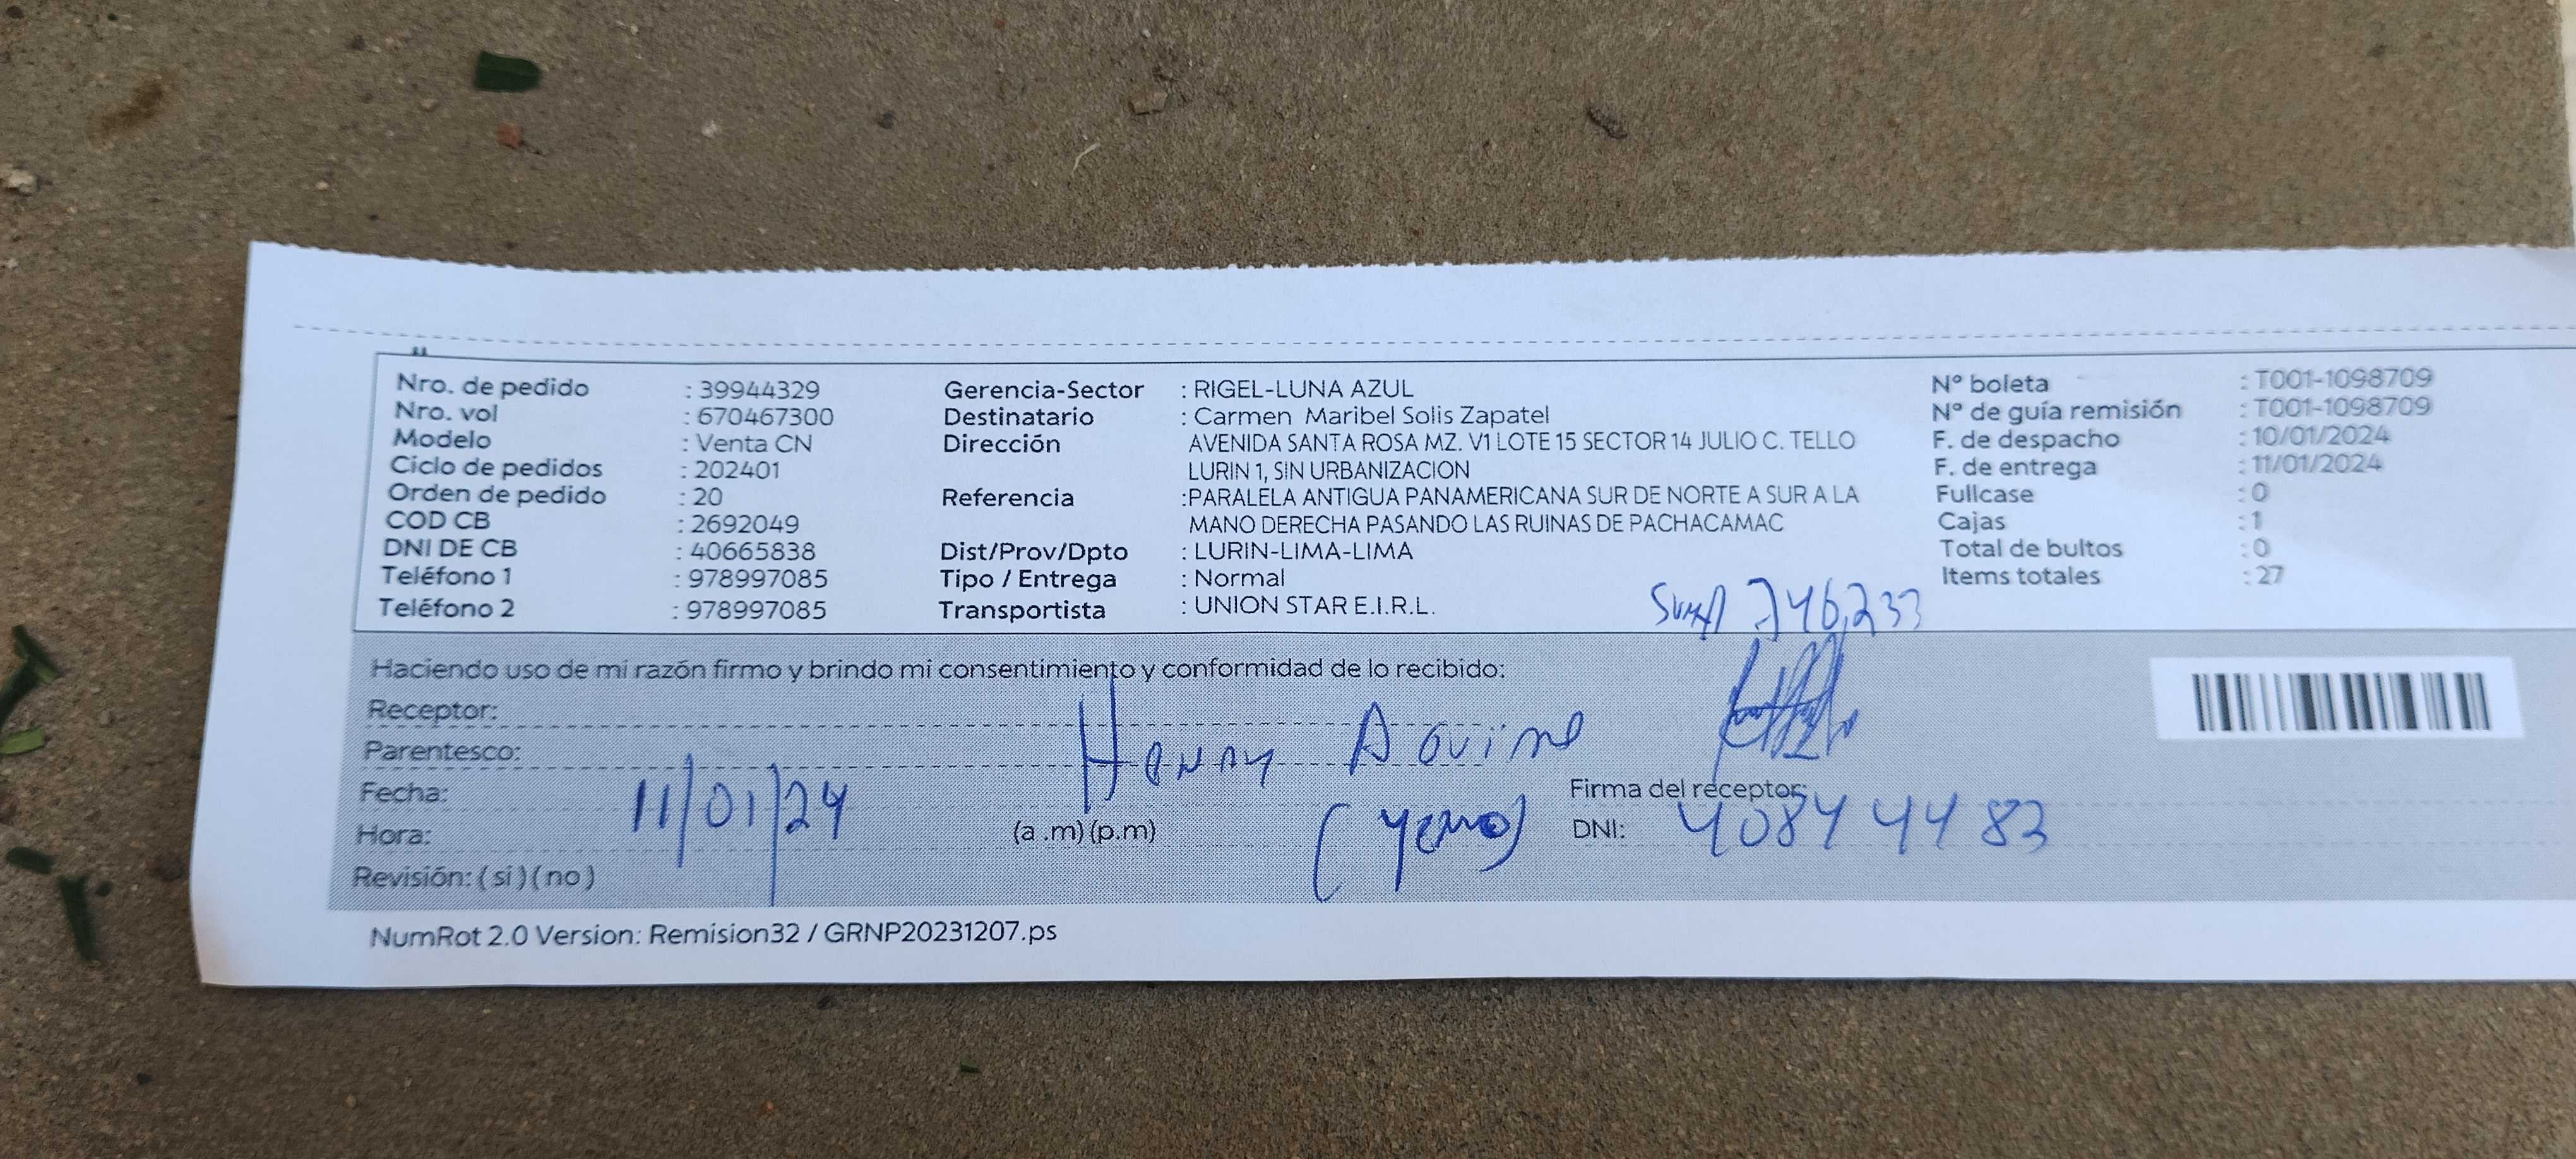 Nro. de pedido : 39944329 Gerencia-Sector : RIGEL-LUNA AZUL Nº boleta : T001-1098709
Nro. vol : 670467300 Destinatario : Carmen Maribel Solis Zapatel Nº de guía remisión : T001-1098709
Modelo : Venta CN Dirección AVENIDA SANTA ROSA MZ. V1 LOTE 15 SECTOR 14 JULIO C. TELLO F. de despacho : 10/01/2024
Ciclo de pedidos : 202401 LURIN 1, SIN URBANIZACION F. de entrega : 11/01/2024
Orden de pedido : 20 Referencia :PARALELA ANTIGUA PANAMERICANA SUR DE NORTE A SUR A LA Fullcase : 0
COD CB : 2692049 MANO DERECHA PASANDO LAS RUINAS DE PACHACAMAC Cajas : 1
DNI DE CB : 40665838 Dist/Prov/Dpto : LURIN-LIMA-LIMA Total de bultos : 0
Teléfono 1 : 978997085 Tipo / Entrega : Normal Items totales : 27
Teléfono 2 : 978997085 Transportista : UNION STAR E.I.R.L.
Haciendo uso de mi razón firmo y brindo mi consentimiento y conformidad de lo recibido:
Receptor:
Parentesco: Henry
Fecha: 11/01/24 Firma del receptor:
Hora: (a .m) (p.m) (yerno) DNI: 40844483
Revisión: ( si ) ( no )
NumRot 2.0 Version: Remision32 / GRNP20231207.ps